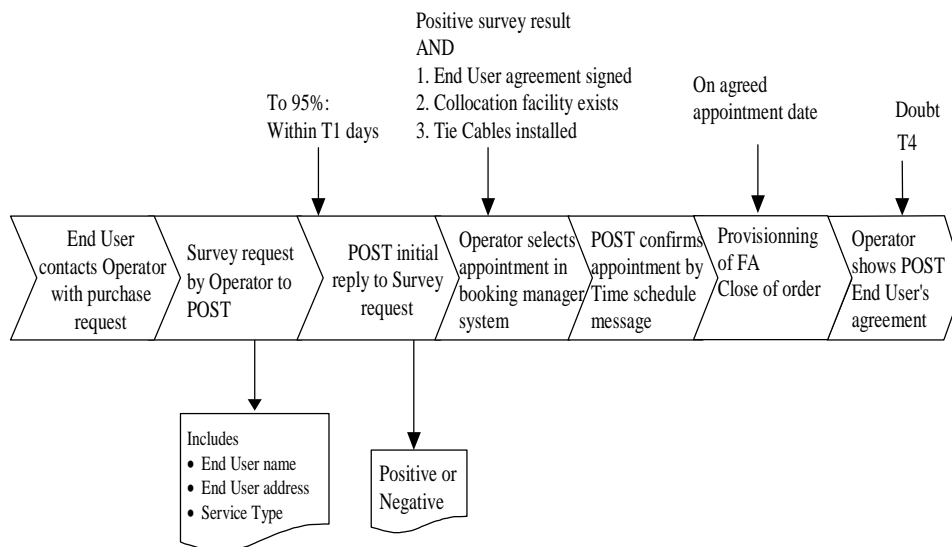 Positive survey result
AND
1. End User agreement signed
2. Collocation facility exists
3. Tie Cables installed
To 95%:
Within T1 days
On agreed
appointment date
Doubt
T4
End User
contacts Operator
with purchase
request
Survey request
by Operator to
POST
POST initial
reply to Survey
request
Operator selects
appointment in
booking manager
system
POST confirms
appointment by
Time schedule
message
Provisionning
of FA
Close of order
Operator
shows POST
End User's
agreement
Includes
• End User name
• End User address
• Service Type
Positive or
Negative